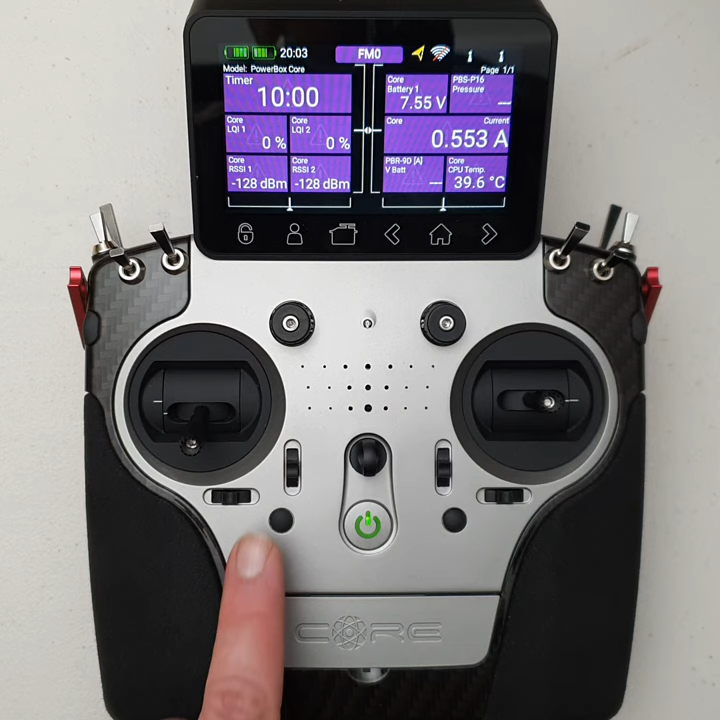 20:03 FM0
Model: PowerBox Core Page 1/1
Timer
10:00
Core
LQI 1
0 %
Core
LQI 2
0 %
Core
RSSI 1
-128 dBm
Core
RSSI 2
-128 dBm
Core
Battery 1
7.55 V
PBS-P16
Pressure
Core Current
0.553 A
PBR-9D [A]
V Batt
Core
CPU Temp.
39.6 °C
CORE